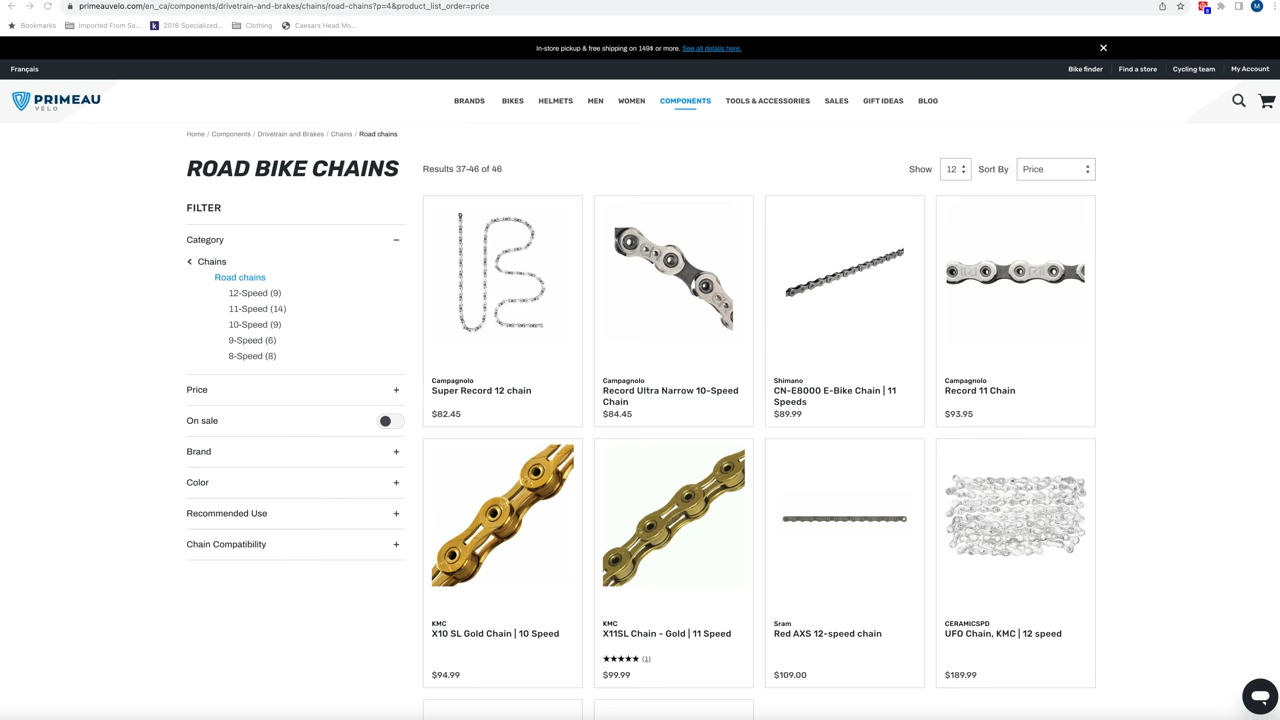 primeauvelo.com/en_ca/components/drivetrain-and-brakes/chains/road-chains?p=4&product_list_order=price
M
Bookmarks
Imported From Sa...
k
2016 Specialized...
Clothing
Caesars Head Mo...
In-store pickup & free shipping on 149$ or more. See all details here.
Français
Bike finder
Find a store
Cycling team
My Account
PRIMEAU
VELO
BRANDS
BIKES
HELMETS
MEN
WOMEN
COMPONENTS
TOOLS & ACCESSORIES
SALES
GIFT IDEAS
BLOG
Home / Components / Drivetrain and Brakes / Chains / Road chains
ROAD BIKE CHAINS
Results 37-46 of 46
Show
12
Sort By
Price
FILTER
Category
Chains
Road chains
12-Speed (9)
11-Speed (14)
10-Speed (9)
9-Speed (6)
8-Speed (8)
Price
On sale
Brand
Color
Recommended Use
Chain Compatibility
Campagnolo
Super Record 12 chain
$82.45
Campagnolo
Record Ultra Narrow 10-Speed
Chain
$84.45
Shimano
CN-E8000 E-Bike Chain | 11
Speeds
$89.99
Campagnolo
Record 11 Chain
$93.95
KMC
X10 SL Gold Chain | 10 Speed
$94.99
KMC
X11SL Chain - Gold | 11 Speed
(1)
$99.99
Sram
Red AXS 12-speed chain
$109.00
CERAMICSPD
UFO Chain, KMC | 12 speed
$189.99